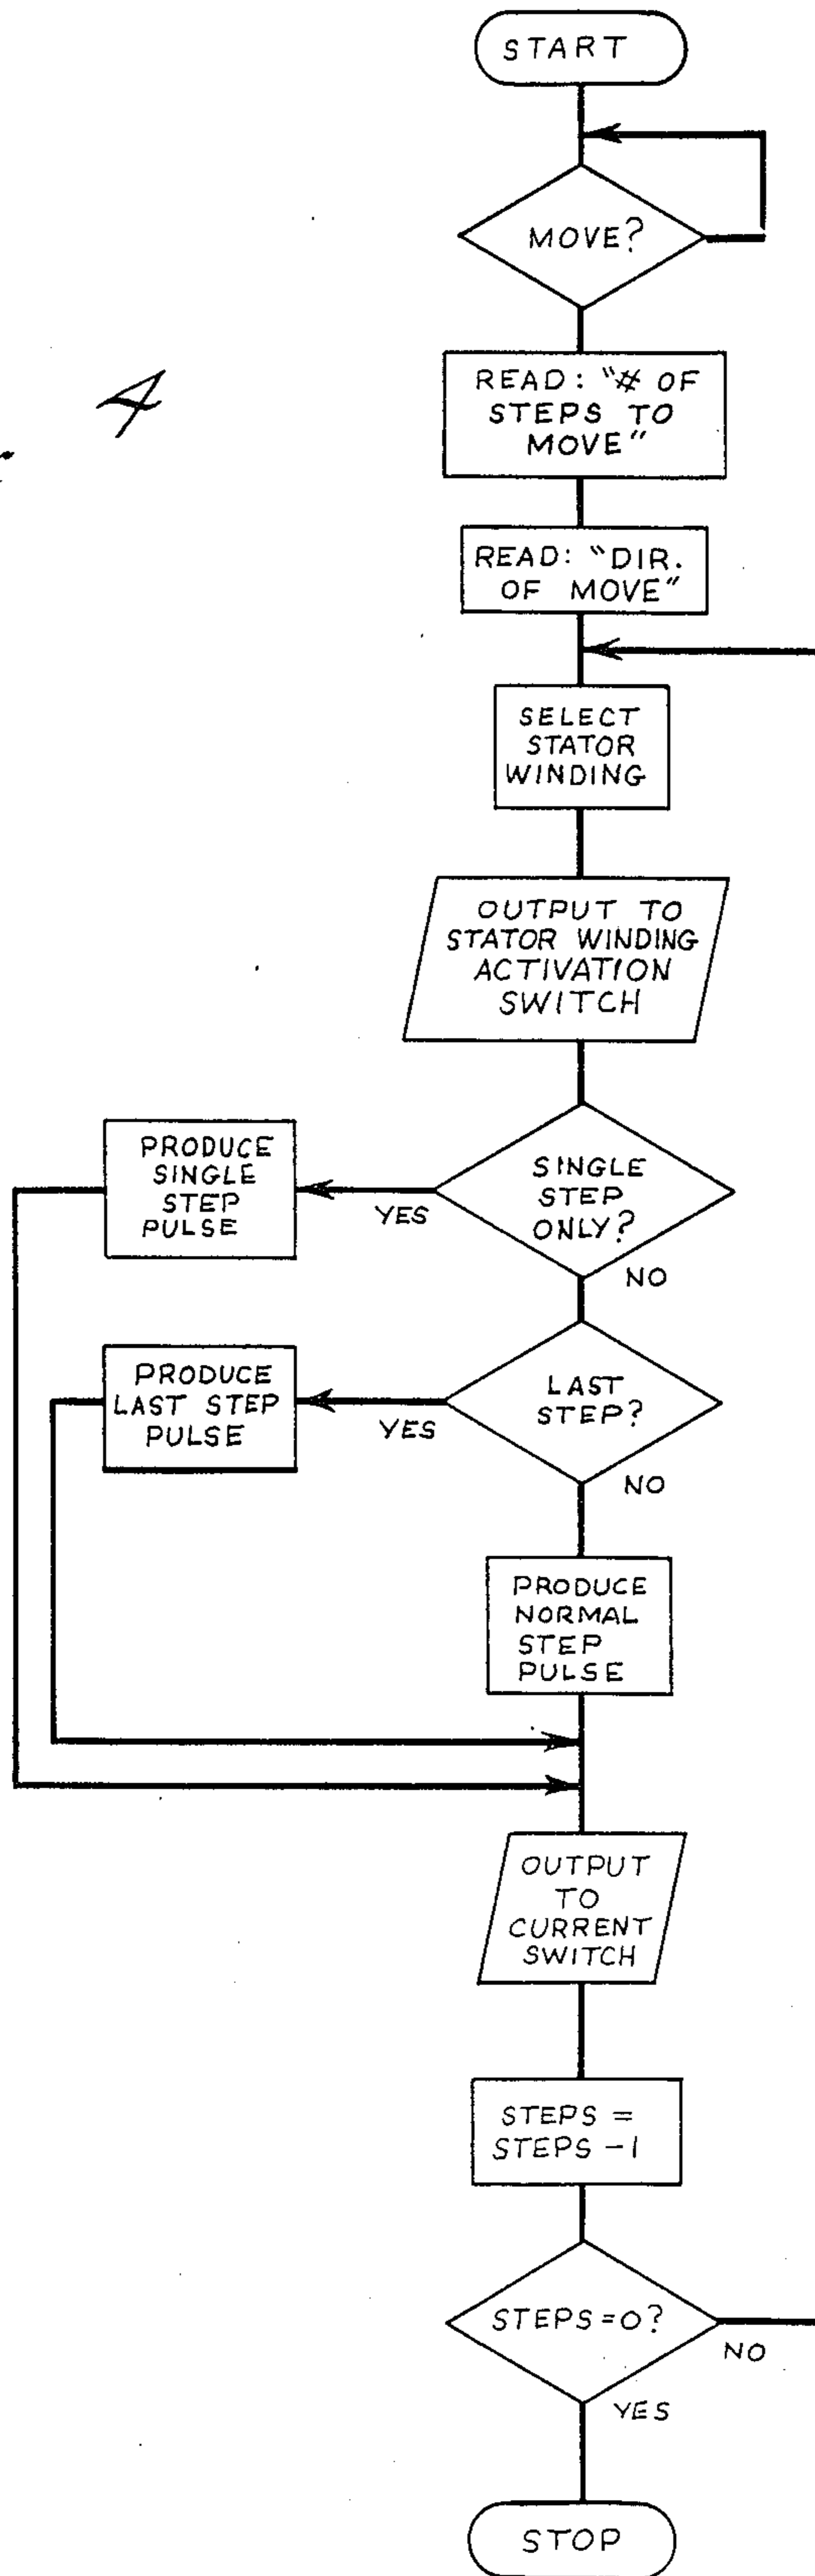 START
MOVE?
READ: "# OF
STEPS TO
MOVE"
4
READ: "DIR.
OF MOVE"
SELECT
STATOR
WINDING
OUTPUT TO
STATOR WINDING
ACTIVATION
SWITCH
PRODUCE
SINGLE
STEP
PULSE
YES
SINGLE
STEP
ONLY?
NO
PRODUCE
LAST STEP
PULSE
YES
LAST
STEP?
NO
PRODUCE
NORMAL
STEP
PULSE
OUTPUT
TO
CURRENT
SWITCH
STEPS =
STEPS -1
STEPS=0?
NO
YES
STOP